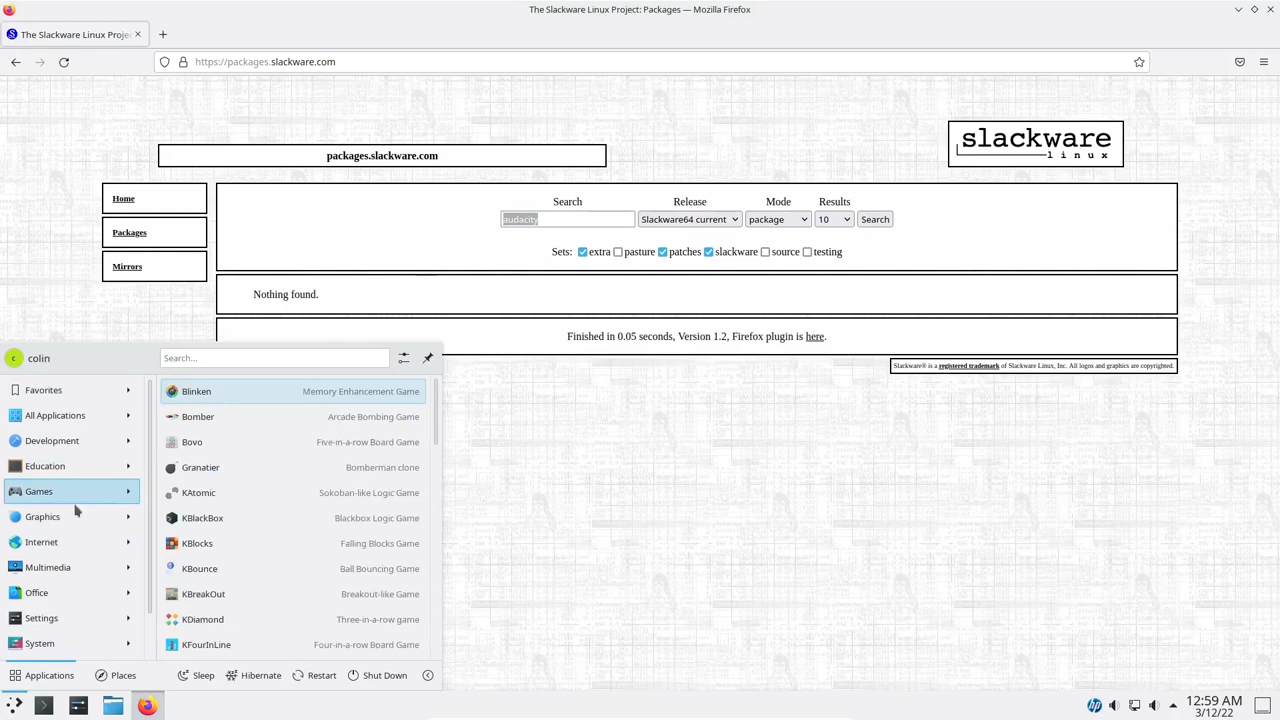 The Slackware Linux Project: Packages — Mozilla Firefox
The Slackware Linux Proje
https://packages.slackware.com
packages.slackware.com
slackware
linux
Home
Packages
Mirrors
Search Release Mode Results
audacity Slackware64 current package 10 Search
Sets: extra pasture patches slackware source testing
Nothing found.
Finished in 0.05 seconds, Version 1.2, Firefox plugin is here.
Slackware® is a registered trademark of Slackware Linux, Inc. All logos and graphics are copyrighted.
c colin Search...
Favorites
All Applications
Development
Education
Games
Graphics
Internet
Multimedia
Office
Settings
System
Blinken Memory Enhancement Game
Bomber Arcade Bombing Game
Bovo Five-in-a-row Board Game
Granatier Bomberman clone
KAtomic Sokoban-like Logic Game
KBlackBox Blackbox Logic Game
KBlocks Falling Blocks Game
KBounce Ball Bouncing Game
KBreakOut Breakout-like Game
KDiamond Three-in-a-row game
KFourInLine Four-in-a-row Board Game
Applications Places Sleep Hibernate Restart Shut Down
hp 12:59 AM
3/12/22